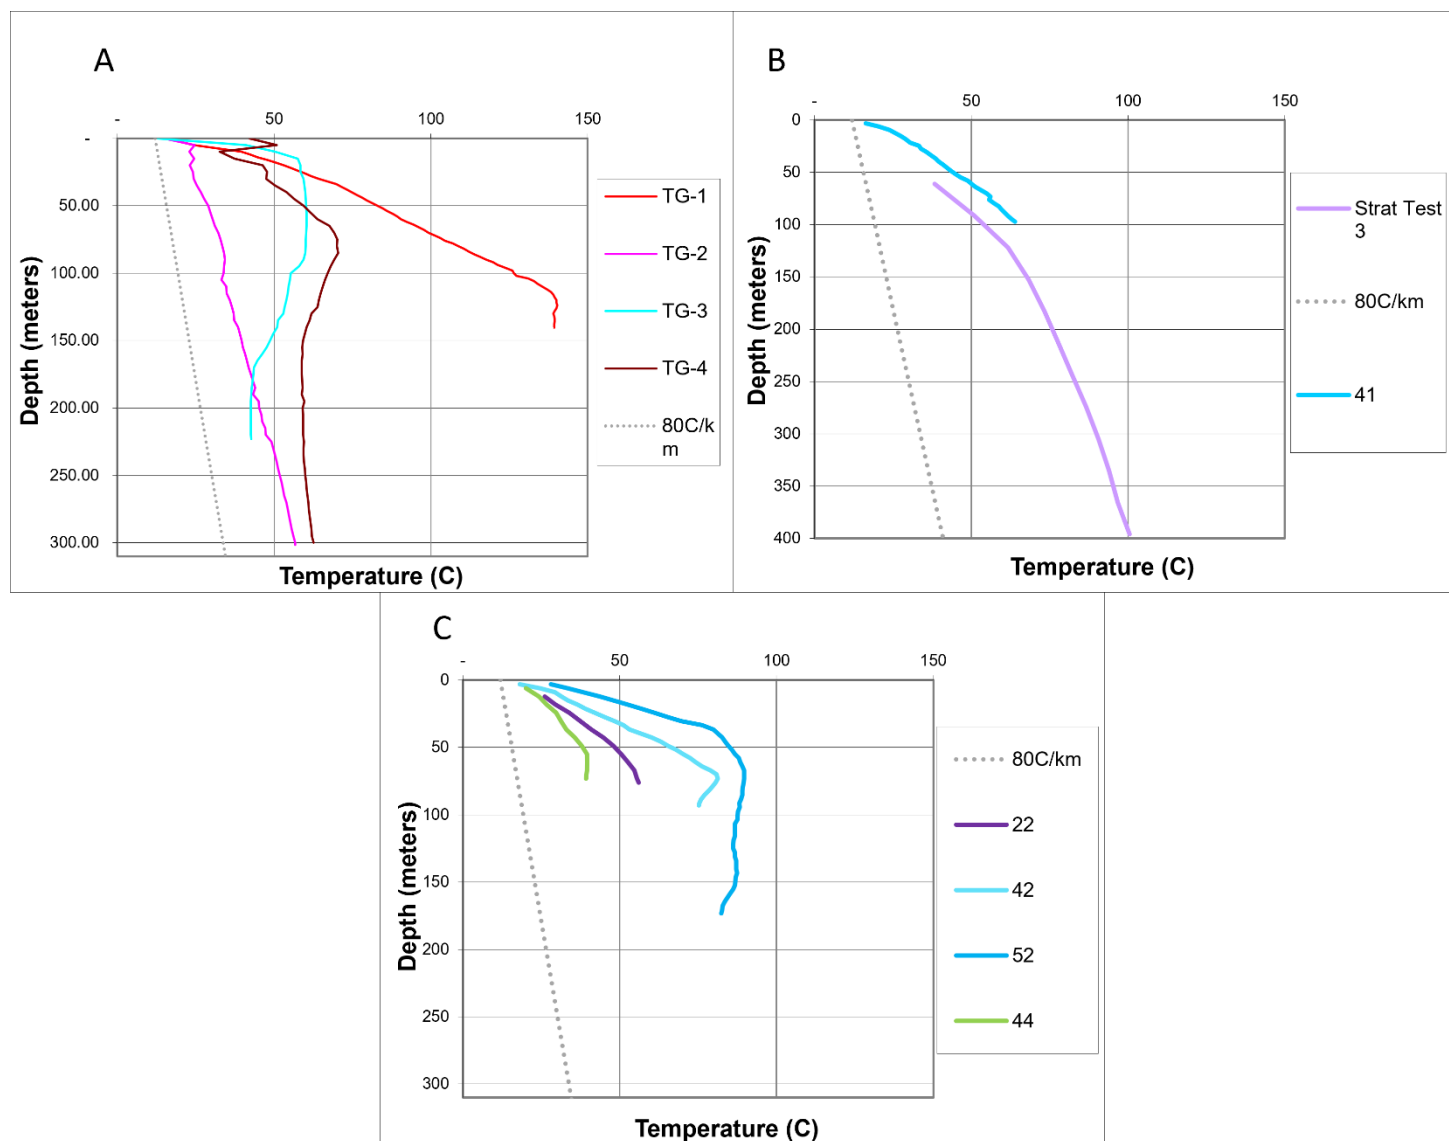 A
- 50 100 150
-
50.00
100.00
150.00
200.00
250.00
300.00
Depth (meters)
Temperature (C)
TG-1
TG-2
TG-3
TG-4
80C/k
m
B
- 50 100 150
0
50
100
150
200
250
300
350
400
Depth (meters)
Temperature (C)
Strat Test
3
80C/km
41
C
- 50 100 150
0
50
100
150
200
250
300
Depth (meters)
Temperature (C)
80C/km
22
42
52
44